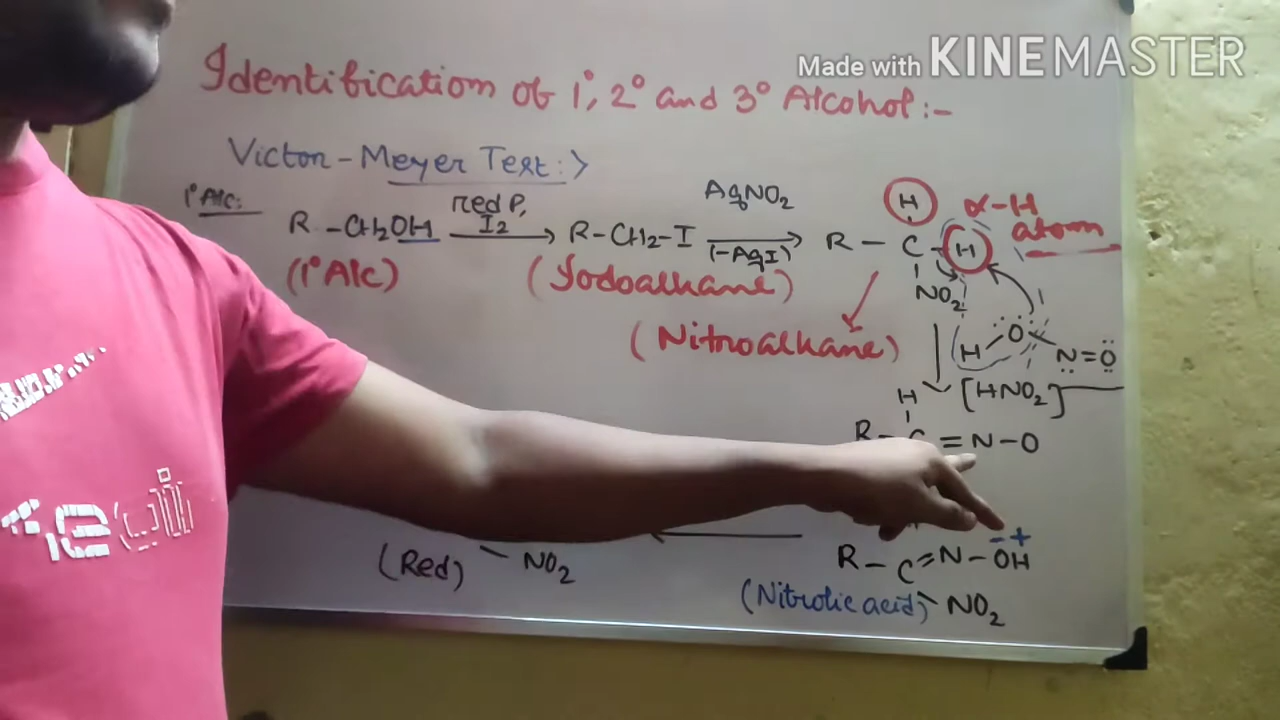 Made with KINEMASTER
Identification of 1°, 2° and 3° Alcohol:-
Victor-Meyer Test:>
1° Alc:
R-CH2OH
red P,
I2
R-CH2-I
AgNO2
(-AgI)
H
R-C-H
NO2
α-H
atom
(1° Alc)
(Iodoalkane)
(Nitroalkane)
H-O-N=O
[HNO2]
H
R-C=N-O
R-C=N-OH
- +
(Nitrolic acid) NO2
(Red) NO2